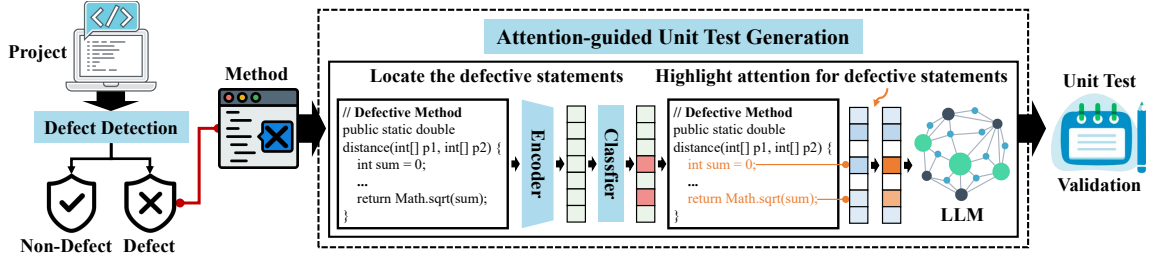 Project
</>
Defect Detection
Non-Defect
Defect
Method
Attention-guided Unit Test Generation
Locate the defective statements
// Defective Method
public static double
distance(int[] p1, int[] p2) {
int sum = 0;
...
return Math.sqrt(sum);
}
Encoder
Classfier
Highlight attention for defective statements
// Defective Method
public static double
distance(int[] p1, int[] p2) {
int sum = 0;
...
return Math.sqrt(sum);
}
LLM
Unit Test
Validation